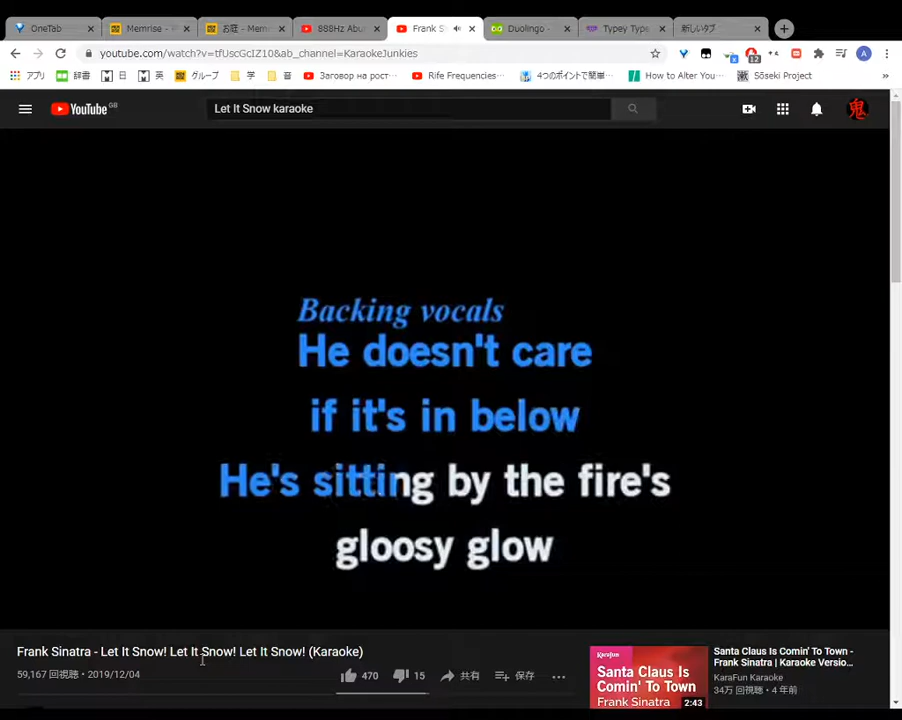 OneTab
Memrise -
お庭 - Mem
888Hz Abu
Frank S
Duolingo -
Typey Type
新しいタブ
youtube.com/watch?v=tfUscGcIZ10&ab_channel=KaraokeJunkies
12
A
アプリ
辞書
日
英
グループ
学
音
Заговор на рост...
Rife Frequencies...
4つのポイントで簡単...
How to Alter You...
Sōseki Project
»
YouTube GB
Let It Snow karaoke
鬼
Backing vocals
He doesn't care
if it's in below
He's sitting by the fire's
gloosy glow
Frank Sinatra - Let It Snow! Let It Snow! Let It Snow! (Karaoke)
59,167 回視聴・2019/12/04
470
15
共有
保存
KaraFun
Santa Claus Is
Comin' To Town
Frank Sinatra
2:43
Santa Claus Is Comin' To Town -
Frank Sinatra | Karaoke Versio...
KaraFun Karaoke
34万 回視聴・4 年前